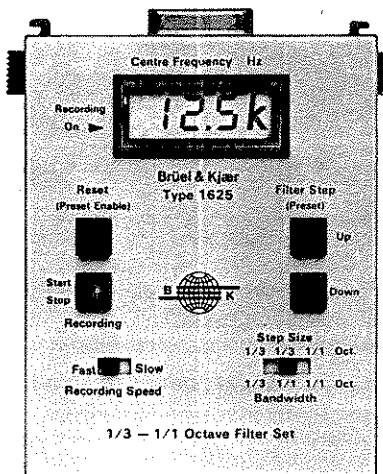 Centre Frequency Hz
Recording
On
12.5k
Brüel & Kjær
Type 1625
Reset
(Preset Enable)
Filter Step
(Preset)
Up
Start
Stop
Recording
B
K
Down
Fast
Slow
Recording Speed
Step Size
1/3 1/3 1/1 Oct.
1/3 1/1 1/1 Oct.
Bandwidth
1/3 – 1/1 Octave Filter Set